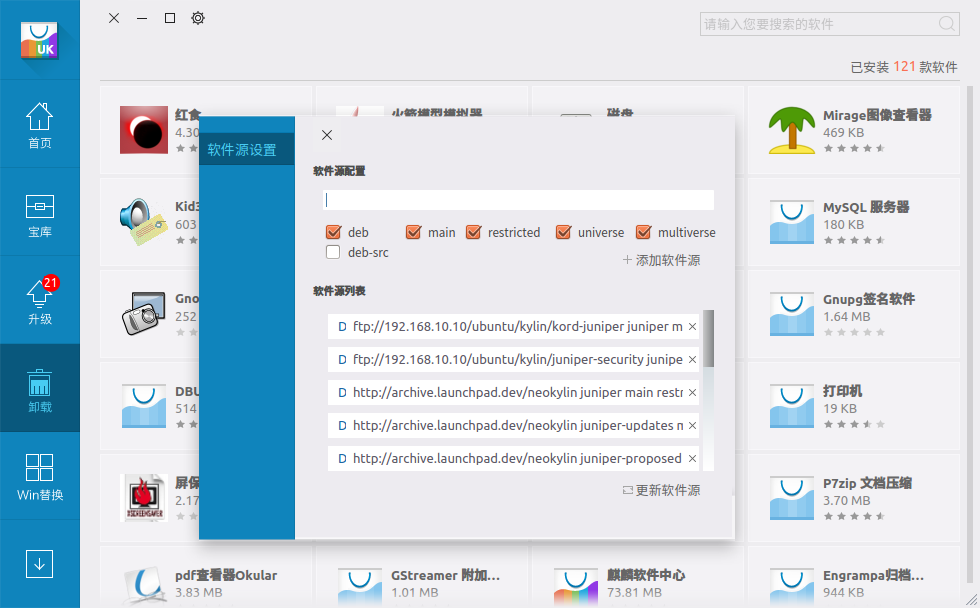 UK
请输入您要搜索的软件
已安装 121 款软件
首页
宝库
21
升级
卸载
Win替换
红食
4.30
火箭模型模拟器
磁盘
Mirage图像查看器
469 KB
Kid3
603
MySQL 服务器
180 KB
Gno
252
Gnupg签名软件
1.64 MB
DBU
514
打印机
19 KB
屏保
2.17
XSCREENSAVER
P7zip 文档压缩
3.70 MB
pdf查看器Okular
3.83 MB
GStreamer 附加...
1.01 MB
麒麟软件中心
73.81 MB
Engrampa归档...
944 KB
软件源设置
软件源配置
deb
main
restricted
universe
multiverse
deb-src
添加软件源
软件源列表
D ftp://192.168.10.10/ubuntu/kylin/kord-juniper juniper m
D ftp://192.168.10.10/ubuntu/kylin/juniper-security junipe
D http://archive.launchpad.dev/neokylin juniper main restr
D http://archive.launchpad.dev/neokylin juniper-updates m
D http://archive.launchpad.dev/neokylin juniper-proposed
更新软件源